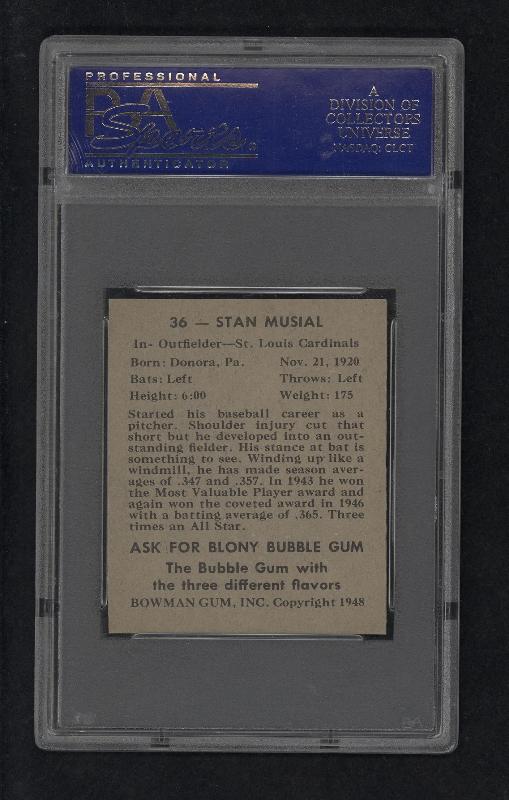 PROFESSIONAL
PSA
Sports
AUTHENTICATOR
A
DIVISION OF
COLLECTORS
UNIVERSE
NASDAQ: CLCT
36 — STAN MUSIAL
In- Outfielder—St. Louis Cardinals
Born: Donora, Pa. Nov. 21, 1920
Bats: Left Throws: Left
Height: 6:00 Weight: 175
Started his baseball career as a
pitcher. Shoulder injury cut that
short but he developed into an out-
standing fielder. His stance at bat is
something to see. Winding up like a
windmill, he has made season aver-
ages of .347 and .357. In 1943 he won
the Most Valuable Player award and
again won the coveted award in 1946
with a batting average of .365. Three
times an All Star.
ASK FOR BLONY BUBBLE GUM
The Bubble Gum with
the three different flavors
BOWMAN GUM, INC. Copyright 1948